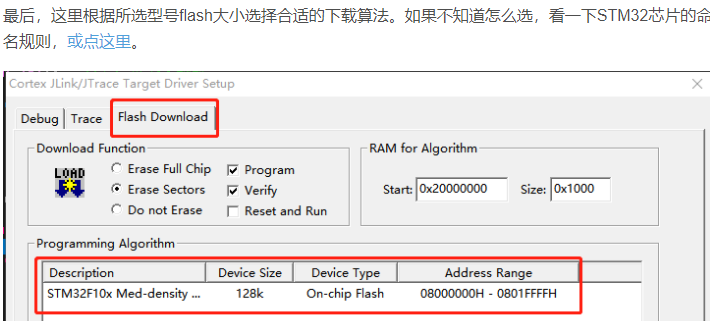 最后，这里根据所选型号flash大小选择合适的下载算法。如果不知道怎么选，看一下STM32芯片的命
名规则，或点这里。
Cortex JLink/JTrace Target Driver Setup
Debug Trace Flash Download
Download Function
LOAD
Erase Full Chip Program
Erase Sectors Verify
Do not Erase Reset and Run
RAM for Algorithm
Start: 0x20000000 Size: 0x1000
Programming Algorithm
Description Device Size Device Type Address Range
STM32F10x Med-density ... 128k On-chip Flash 08000000H - 0801FFFFH